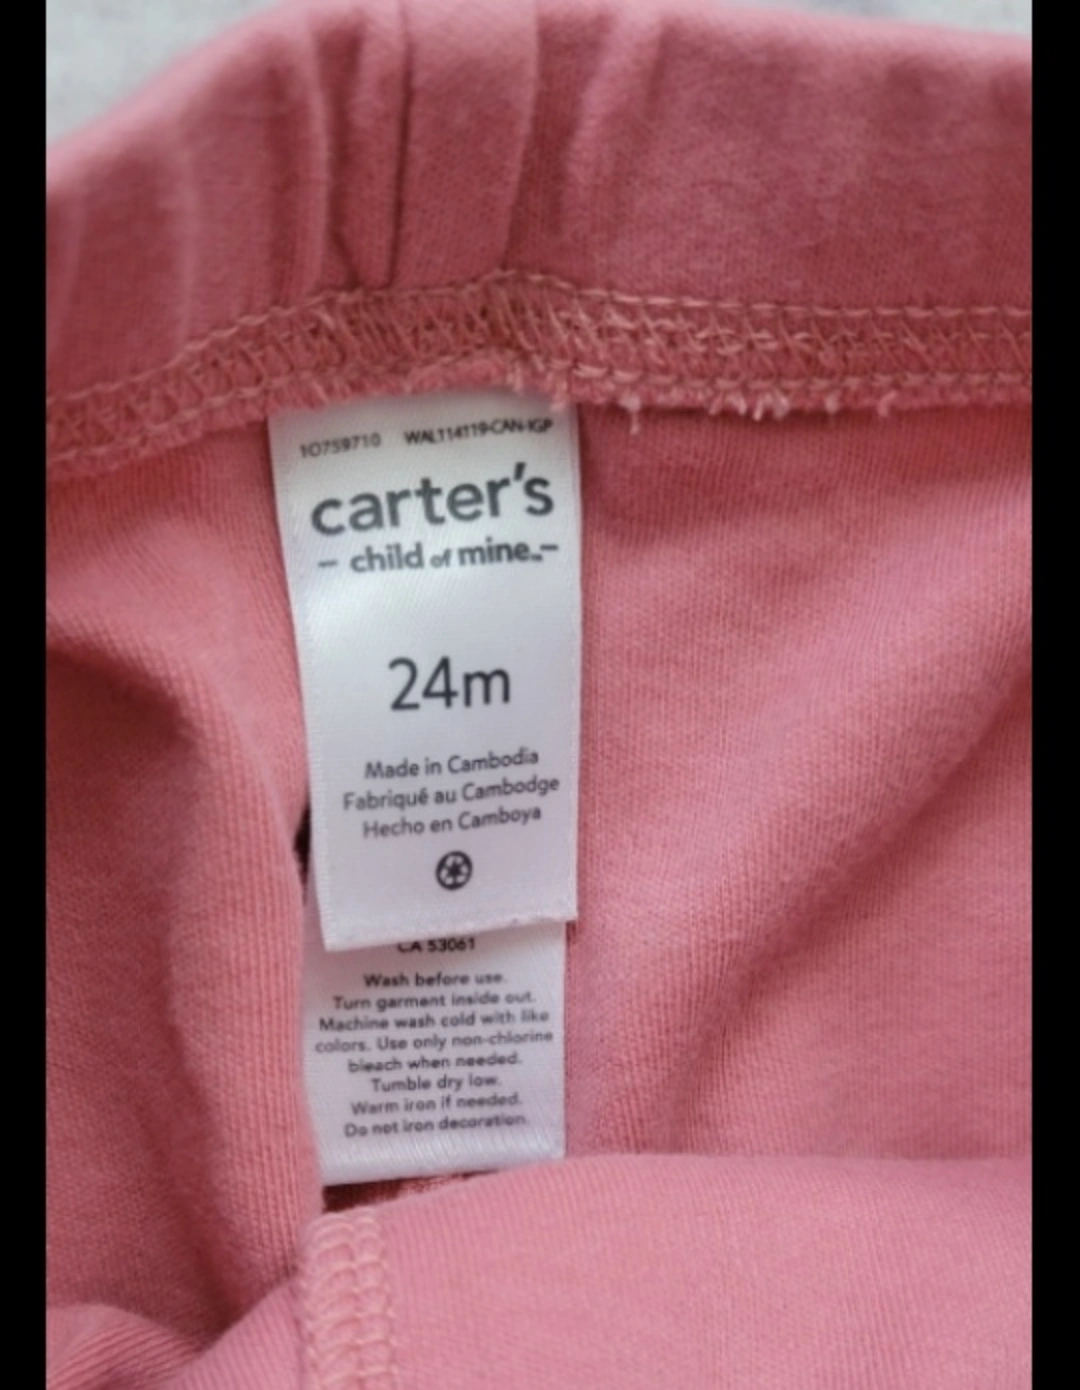 10759710 WAL114119-CAN-IGP
carter's
- child of mine -
24m
Made in Cambodia
Fabriqué au Cambodge
Hecho en Camboya
CA 53061
Wash before use.
Turn garment inside out.
Machine wash cold with like
colors. Use only non-chlorine
bleach when needed.
Tumble dry low.
Warm iron if needed.
Do not iron decoration.